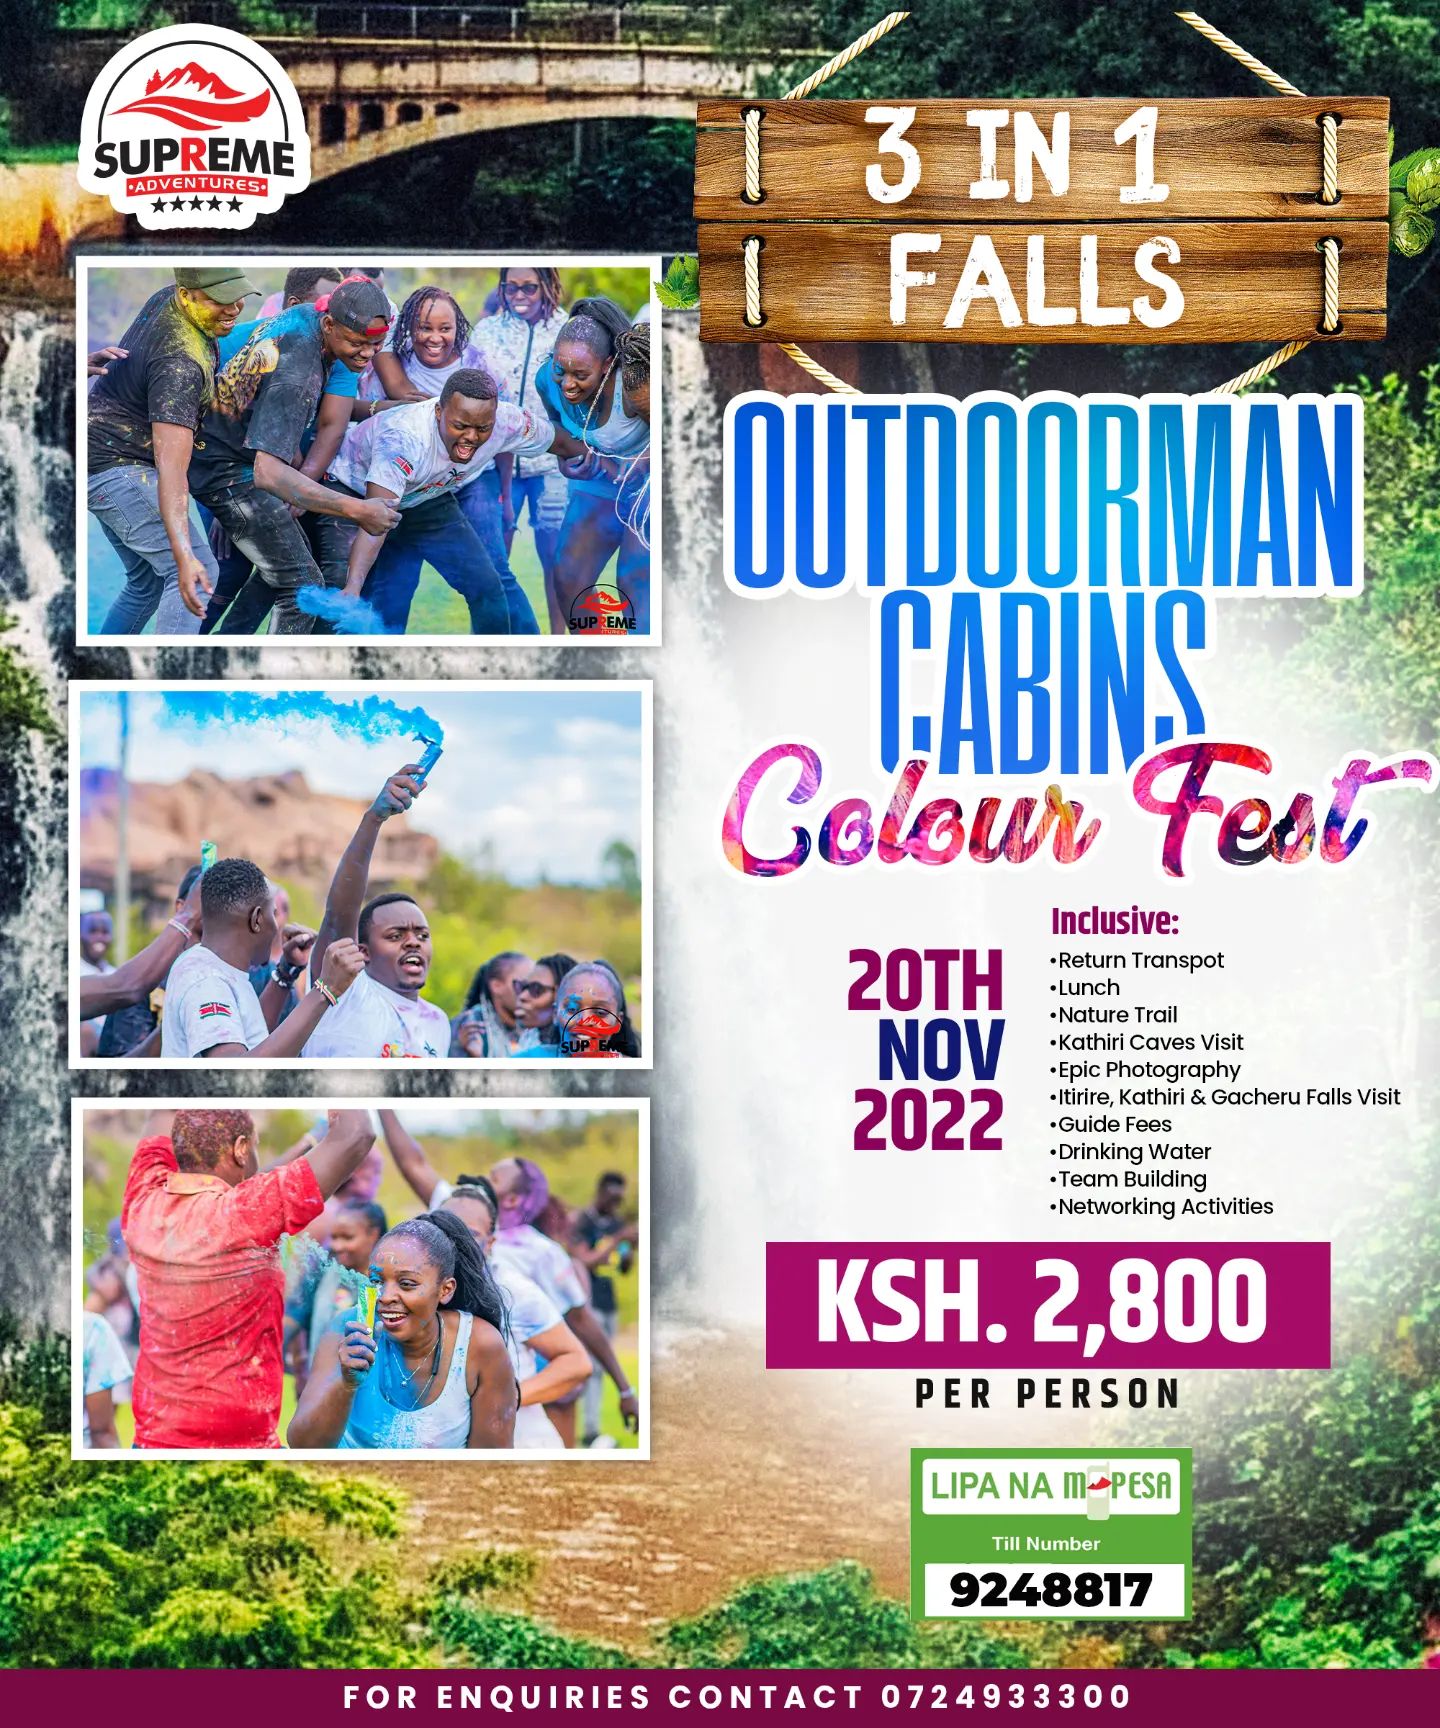 SUPREME
•ADVENTURES•
3 IN 1
FALLS
OUTDOORMAN
CABINS
Colour Fest
20TH
NOV
2022
Inclusive:
•Return Transpot
•Lunch
•Nature Trail
•Kathiri Caves Visit
•Epic Photography
•Itirire, Kathiri & Gacheru Falls Visit
•Guide Fees
•Drinking Water
•Team Building
•Networking Activities
KSH. 2,800
PER PERSON
LIPA NA M-PESA
Till Number
9248817
SUPREME
FOR ENQUIRIES CONTACT 0724933300